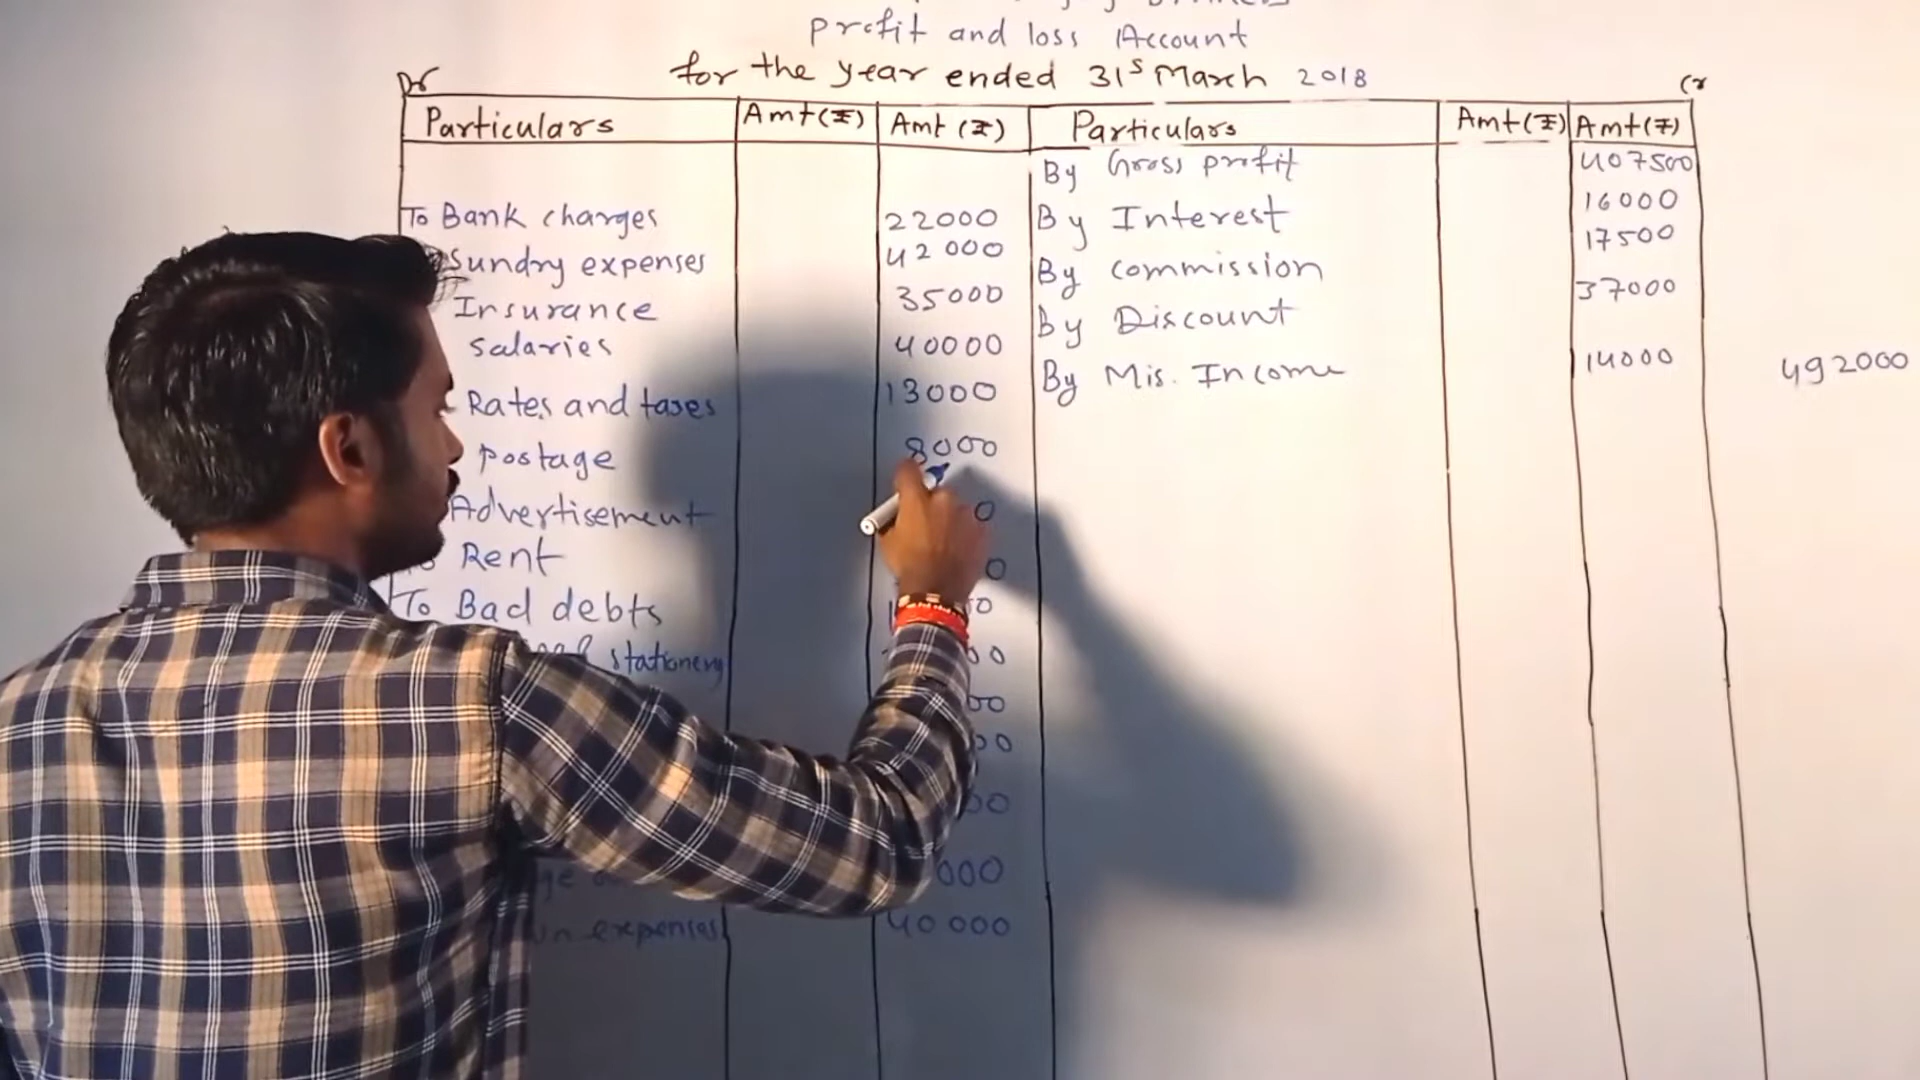 profit and loss Account
for the year ended 31s March 2018
Dr
Cr
Particulars Amt(₹) Amt (₹) Particulars Amt(₹) Amt(₹)
By Gross profit 407500
To Bank charges 22000 By Interest 16000
Sundry expenses 42000 By commission 17500
Insurance 35000 By Discount 37000
Salaries 40000 By Mis. Income 14000 492000
Rates and taxes 13000
postage 8000
Advertisement
Rent
To Bad debts
stationery
expenses 40000